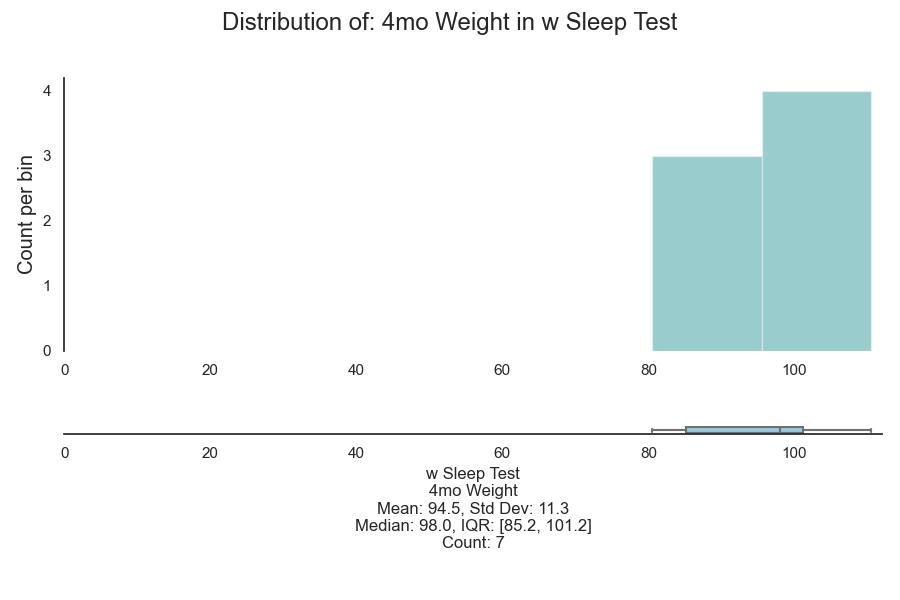 Distribution of: 4mo Weight in w Sleep Test
Count per bin
4
3
2
1
0
0 20 40 60 80 100
0 20 40 60 80 100
w Sleep Test
4mo Weight
Mean: 94.5, Std Dev: 11.3
Median: 98.0, IQR: [85.2, 101.2]
Count: 7